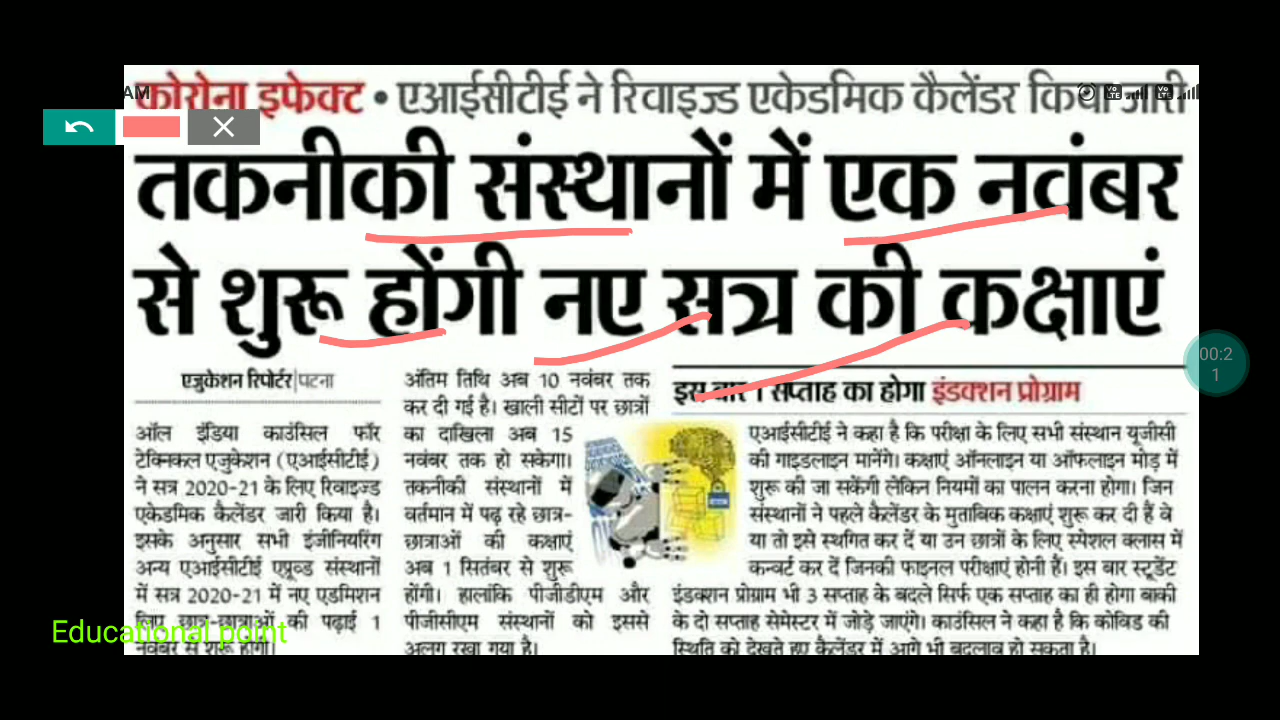 AM
कोरोना इफेक्ट • एआईसीटीई ने रिवाइज्ड एकेडमिक कैलेंडर किया जारी
तकनीकी संस्थानों में एक नवंबर
से शुरू होंगी नए सत्र की कक्षाएं
एजुकेशन रिपोर्टर|पटना
ऑल इंडिया काउंसिल फॉर
टेक्निकल एजुकेशन (एआईसीटीई)
ने सत्र 2020-21 के लिए रिवाइज्ड
एकेडमिक कैलेंडर जारी किया है।
इसके अनुसार सभी इंजीनियरिंग
अन्य एआईसीटीई एप्रूव्ड संस्थानों
में सत्र 2020-21 में नए एडमिशन
लिए छात्र-छात्राओं की पढ़ाई 1
नवंबर से शुरू होगी।
अंतिम तिथि अब 10 नवंबर तक
कर दी गई है। खाली सीटों पर छात्रों
का दाखिला अब 15
नवंबर तक हो सकेगा।
तकनीकी संस्थानों में
वर्तमान में पढ़ रहे छात्र-
छात्राओं की कक्षाएं
अब 1 सितंबर से शुरू
होंगी। हालांकि पीजीडीएम और
पीजीसीएम संस्थानों को इससे
अलग रखा गया है।
इस बार 1 सप्ताह का होगा इंडक्शन प्रोग्राम
एआईसीटीई ने कहा है कि परीक्षा के लिए सभी संस्थान यूजीसी
की गाइडलाइन मानेंगे। कक्षाएं ऑनलाइन या ऑफलाइन मोड़ में
शुरू की जा सकेंगी लेकिन नियमों का पालन करना होगा। जिन
संस्थानों ने पहले कैलेंडर के मुताबिक कक्षाएं शुरू कर दी हैं वे
या तो इसे स्थगित कर दें या उन छात्रों के लिए स्पेशल क्लास में
कन्वर्ट कर दें जिनकी फाइनल परीक्षाएं होनी हैं। इस बार स्टूडेंट
इंडक्शन प्रोग्राम भी 3 सप्ताह के बदले सिर्फ एक सप्ताह का ही होगा बाकी
के दो सप्ताह सेमेस्टर में जोड़े जाएंगे। काउंसिल ने कहा है कि कोविड की
स्थिति को देखते हुए कैलेंडर में आगे भी बदलाव हो सकता है।
00:2
1
Educational point